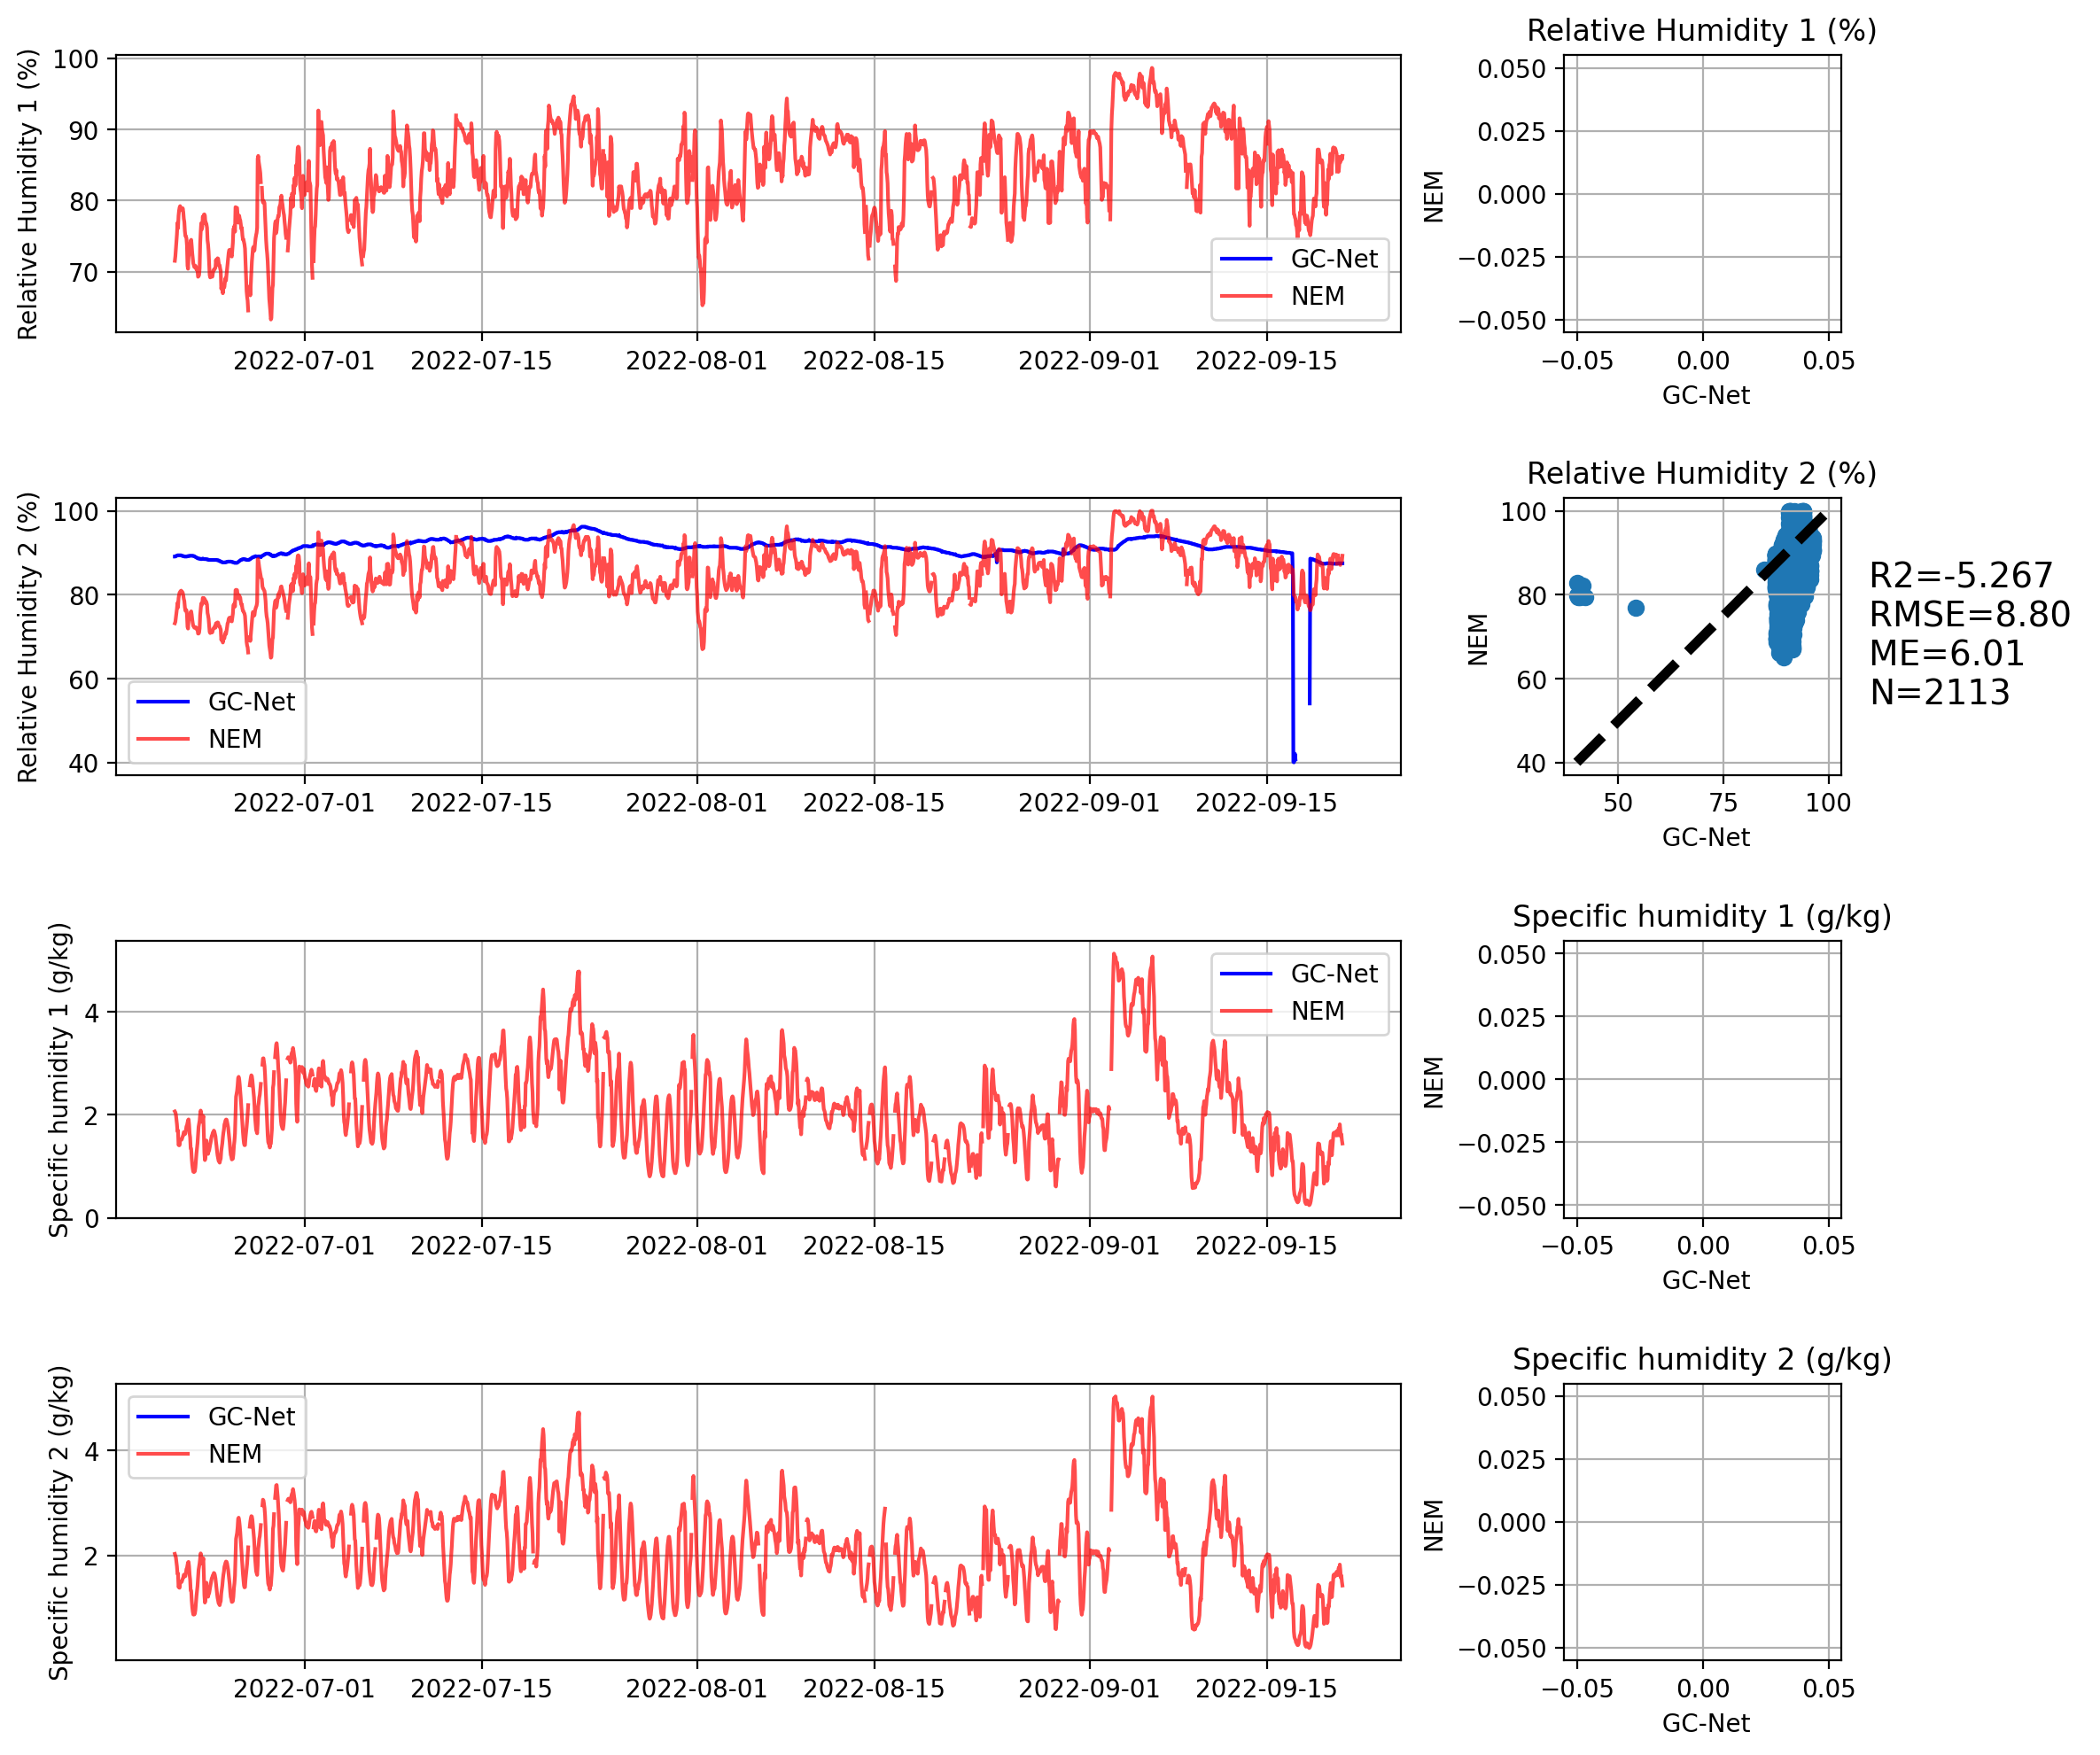 Relative Humidity 1 (%)
100
90
80
70
Relative Humidity 1 (%)
GC-Net
NEM
2022-07-01 2022-07-15 2022-08-01 2022-08-15 2022-09-01 2022-09-15
0.050
0.025
0.000
−0.025
−0.050
NEM
−0.05 0.00 0.05
GC-Net
Relative Humidity 2 (%)
100
80
60
40
Relative Humidity 2 (%)
GC-Net
NEM
2022-07-01 2022-07-15 2022-08-01 2022-08-15 2022-09-01 2022-09-15
100
80
60
40
NEM
50 75 100
GC-Net
R2=-5.267
RMSE=8.80
ME=6.01
N=2113
Specific humidity 1 (g/kg)
4
2
0
Specific humidity 1 (g/kg)
GC-Net
NEM
2022-07-01 2022-07-15 2022-08-01 2022-08-15 2022-09-01 2022-09-15
0.050
0.025
0.000
−0.025
−0.050
NEM
−0.05 0.00 0.05
GC-Net
Specific humidity 2 (g/kg)
4
2
Specific humidity 2 (g/kg)
GC-Net
NEM
2022-07-01 2022-07-15 2022-08-01 2022-08-15 2022-09-01 2022-09-15
0.050
0.025
0.000
−0.025
−0.050
NEM
−0.05 0.00 0.05
GC-Net